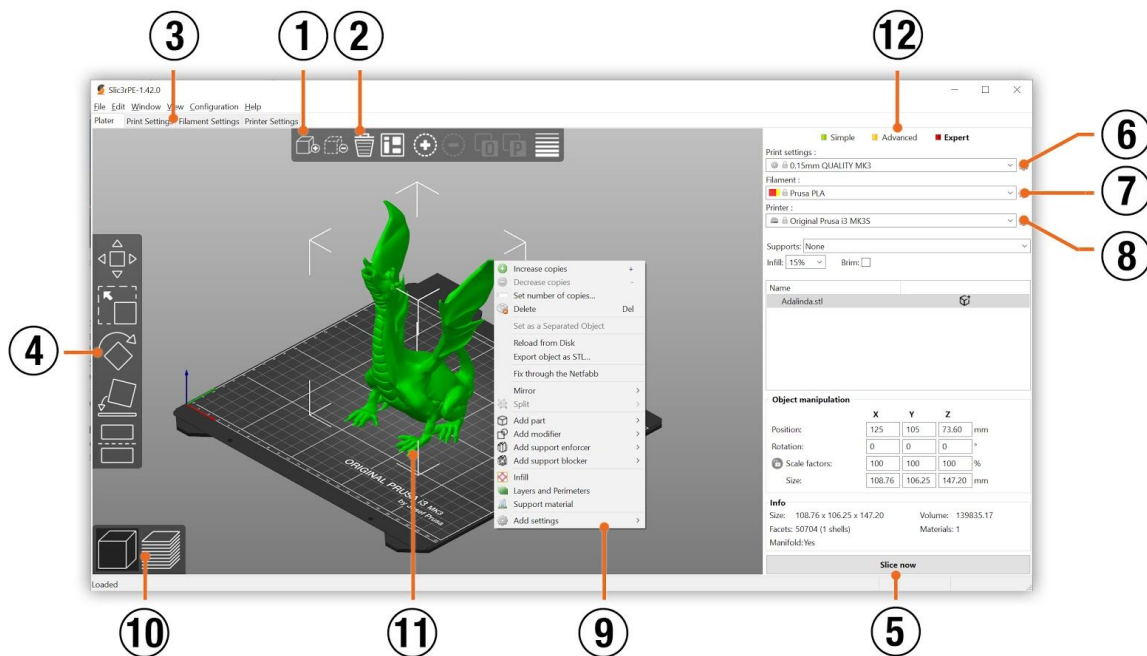 3
1
2
12
Slic3rPE-1.42.0
File Edit Window View Configuration Help
Plater Print Settings Filament Settings Printer Settings
Simple Advanced Expert
Print settings :
0.15mm QUALITY MK3
6
Filament :
Prusa PLA
7
Printer :
Original Prusa i3 MK3S
8
Supports: None
Infill: 15% Brim:
Name
Adalinda.stl
4
Increase copies +
Decrease copies -
Set number of copies...
Delete Del
Set as a Separated Object
Reload from Disk
Export object as STL...
Fix through the Netfabb
Mirror
Split
Add part
Add modifier
Add support enforcer
Add support blocker
Infill
Layers and Perimeters
Support material
Add settings
ORIGINAL PRUSA i3 MK3
by Josef Prusa
Object manipulation
X Y Z
Position: 125 105 73.60 mm
Rotation: 0 0 0 °
Scale factors: 100 100 100 %
Size: 108.76 106.25 147.20 mm
Info
Size: 108.76 x 106.25 x 147.20 Volume: 139835.17
Facets: 50704 (1 shells) Materials: 1
Manifold:Yes
Slice now
Loaded
10
11
9
5